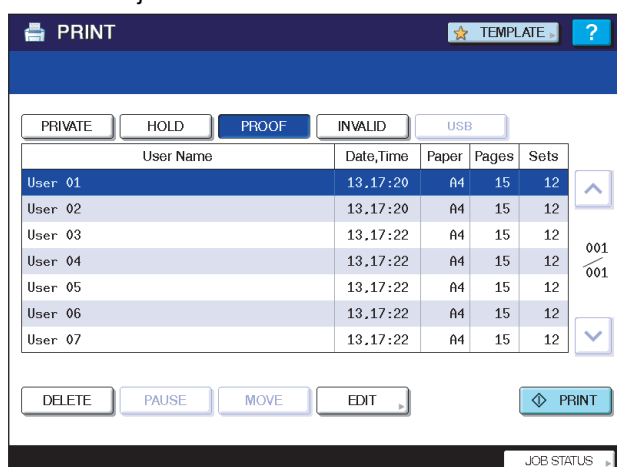 PRINT TEMPLATE ?
PRIVATE HOLD PROOF INVALID USB
User Name Date,Time Paper Pages Sets
User 01 13,17:20 A4 15 12
User 02 13,17:20 A4 15 12
User 03 13,17:22 A4 15 12
User 04 13,17:22 A4 15 12
User 05 13,17:22 A4 15 12
User 06 13,17:22 A4 15 12
User 07 13,17:22 A4 15 12
001
001
DELETE PAUSE MOVE EDIT PRINT
JOB STATUS